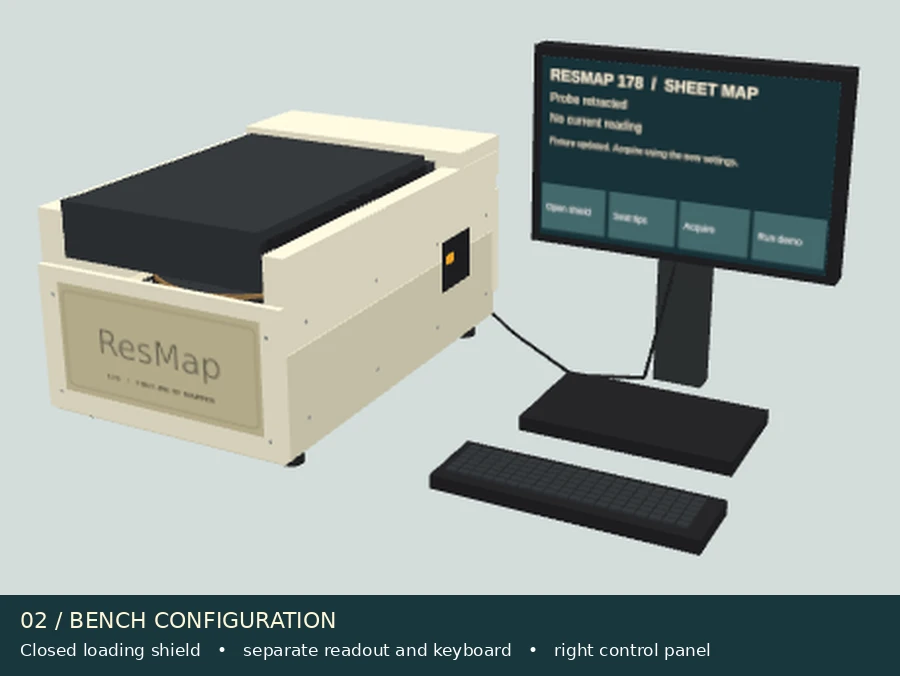 ResMap
RESMAP 178 / SHEET MAP
Probe retracted
No current reading
Fixture updated. Acquire using the new settings.
Open shield
Seat tips
Acquire
Run demo
02 / BENCH CONFIGURATION
Closed loading shield • separate readout and keyboard • right control panel